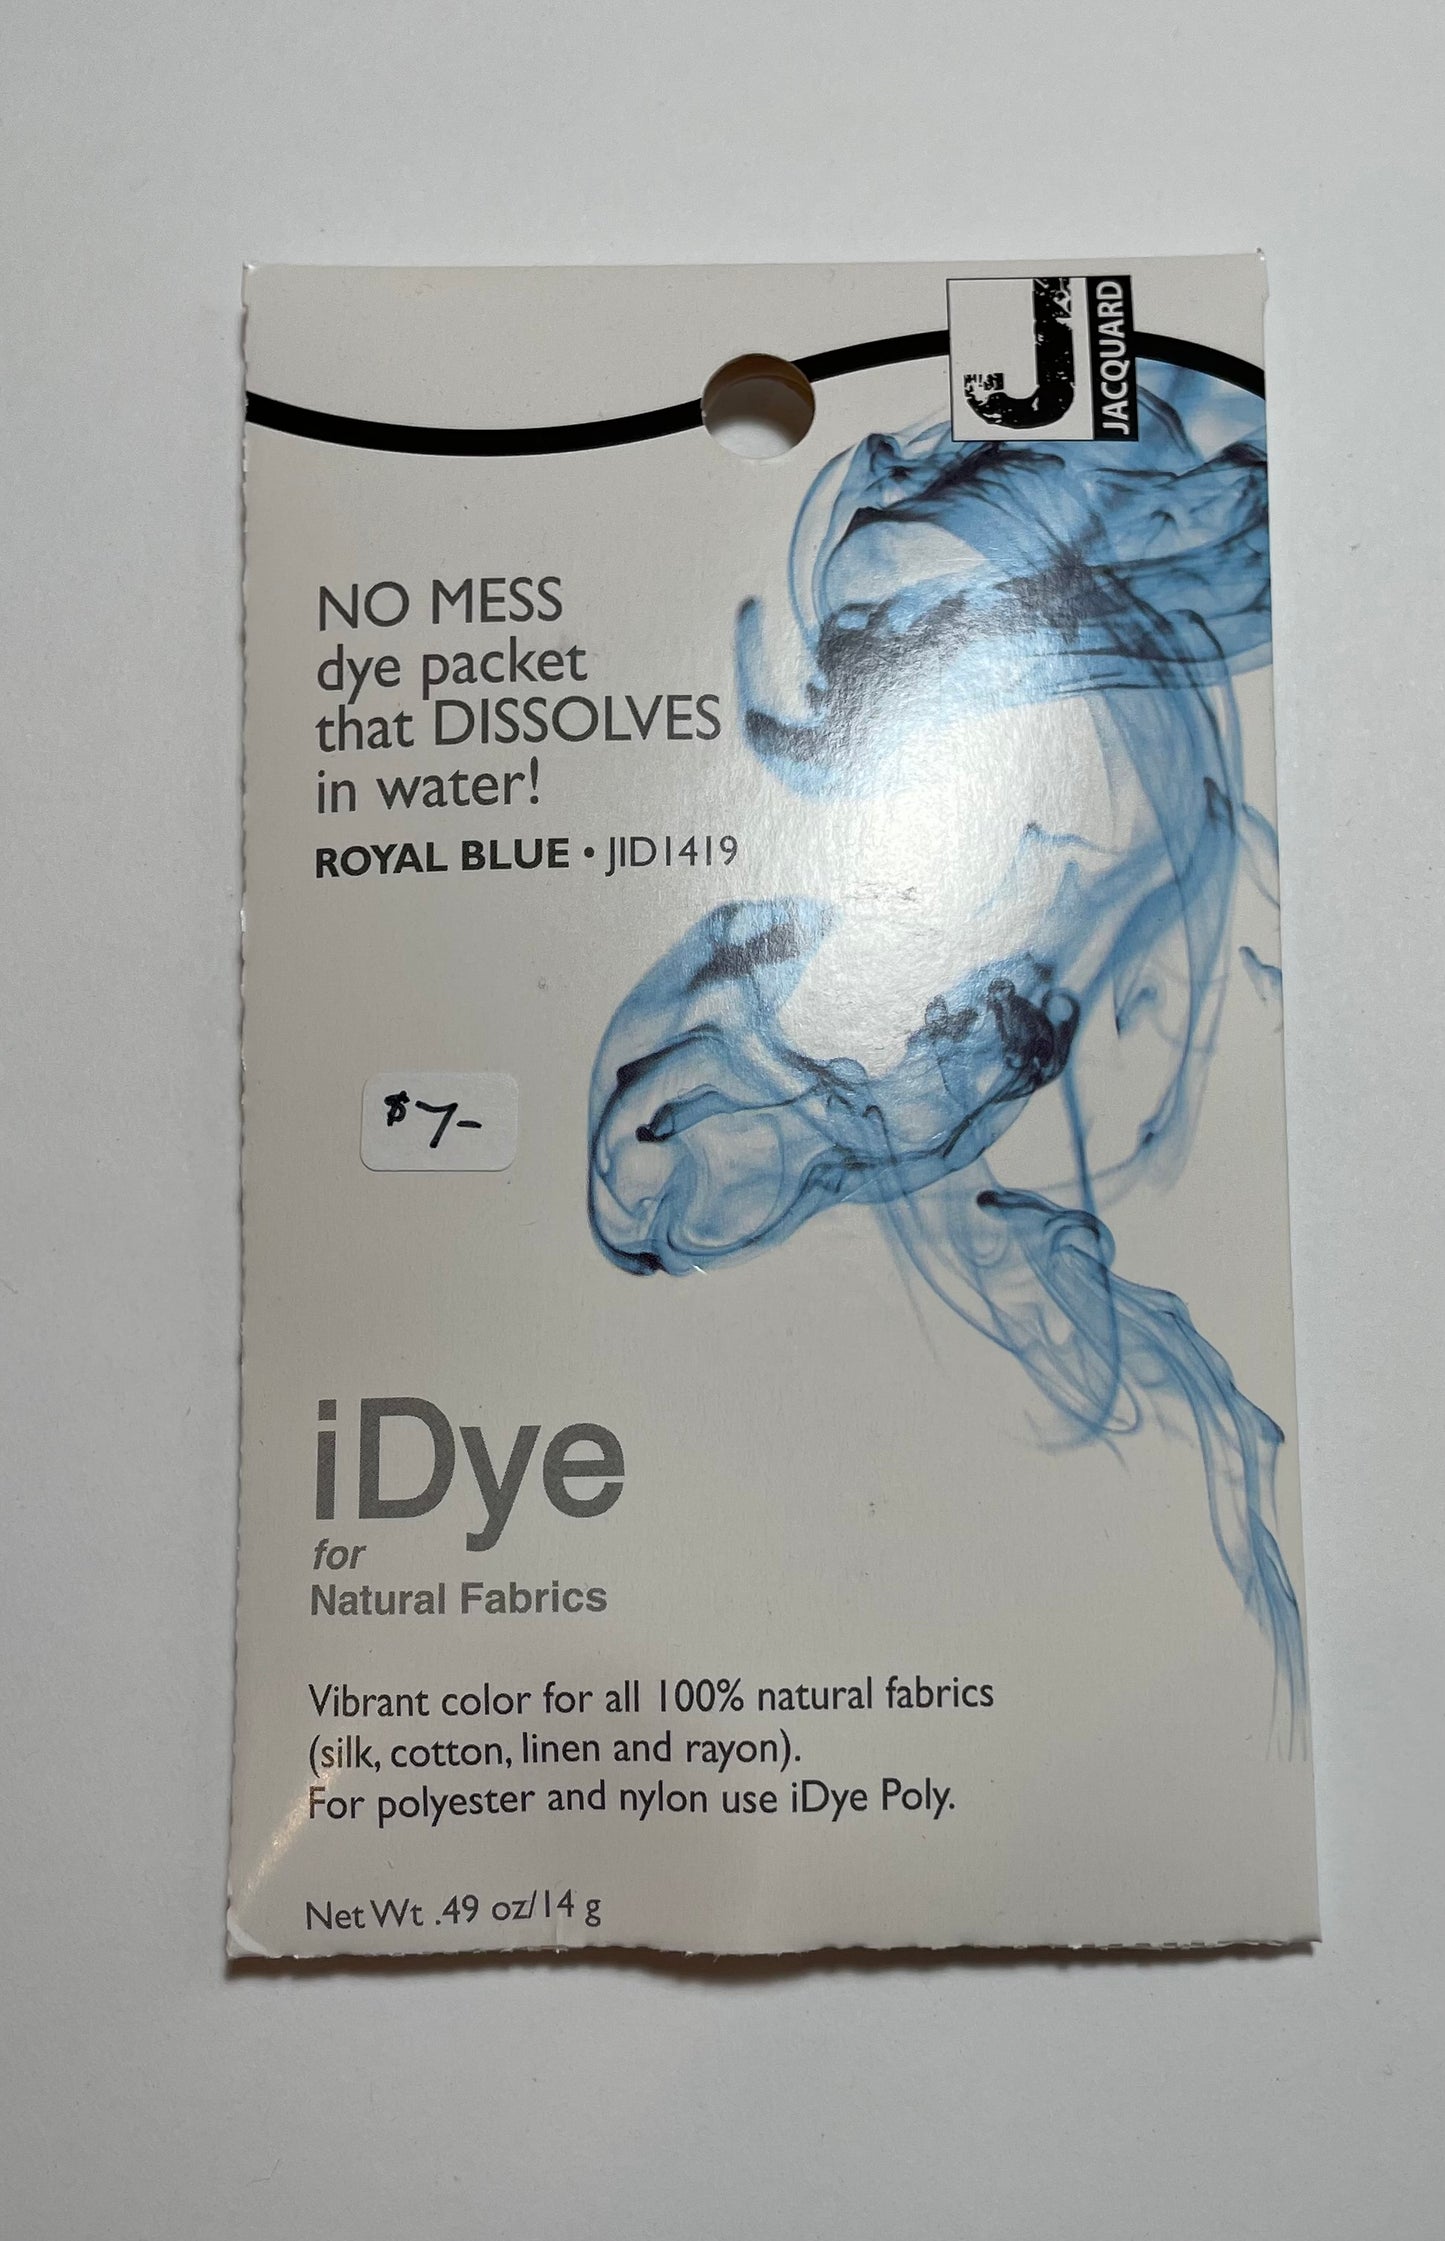 J
JACQUARD
NO MESS
dye packet
that DISSOLVES
in water!
ROYAL BLUE • JID1419
$7-
iDye
for
Natural Fabrics
Vibrant color for all 100% natural fabrics
(silk, cotton, linen and rayon).
For polyester and nylon use iDye Poly.
Net Wt .49 oz/14 g